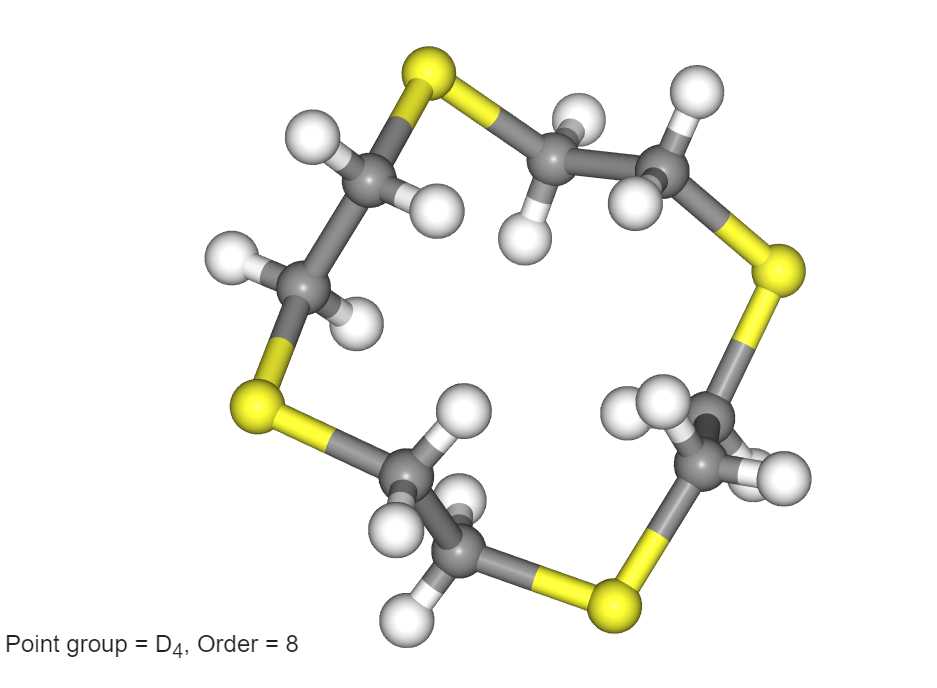 Point group = D₄, Order = 8